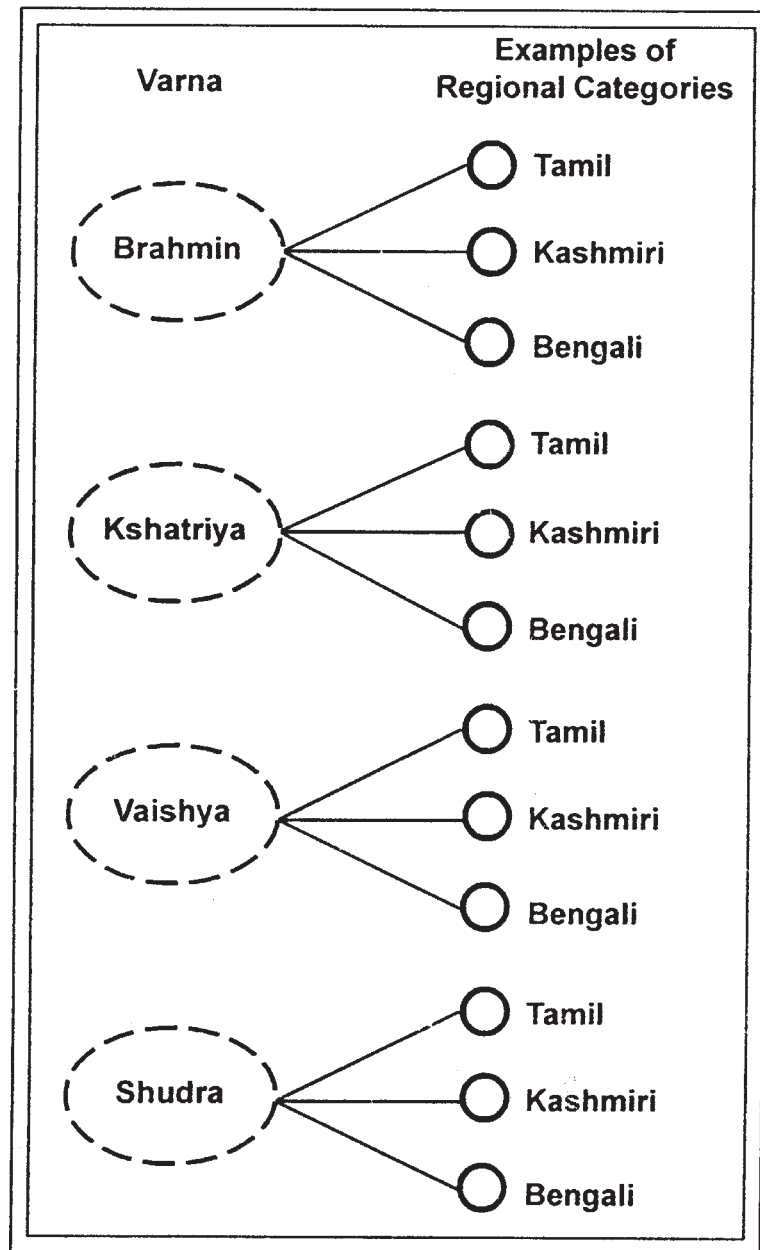 Varna
Examples of
Regional Categories
Brahmin
Tamil
Kashmiri
Bengali
Kshatriya
Tamil
Kashmiri
Bengali
Vaishya
Tamil
Kashmiri
Bengali
Shudra
Tamil
Kashmiri
Bengali